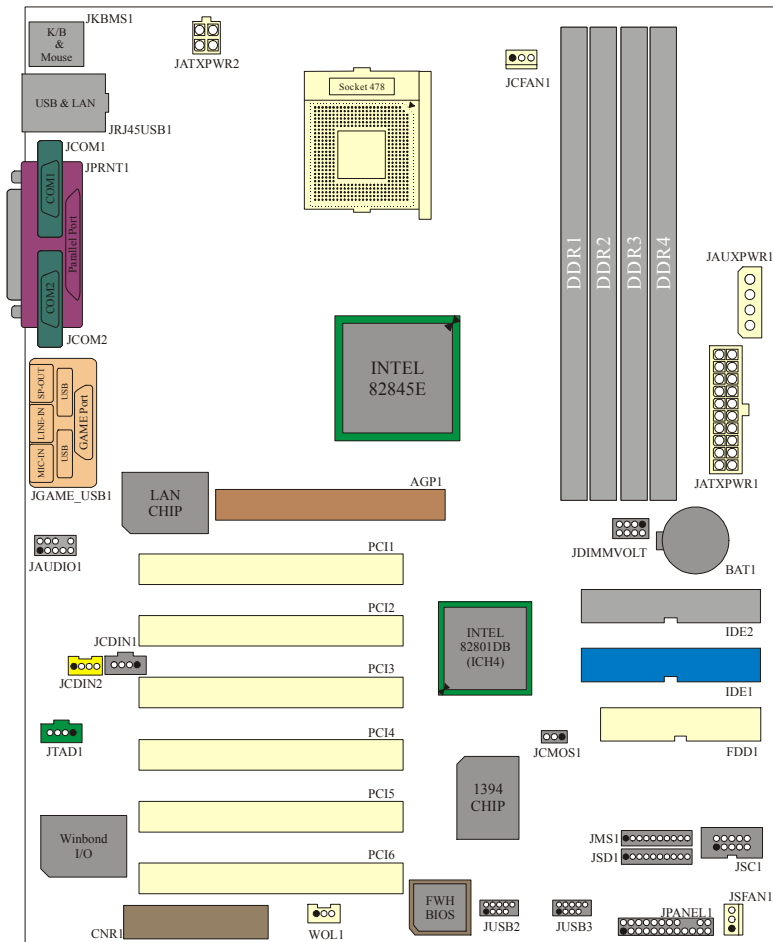 JKBMS1
K/B
&
Mouse
JATXPWR2
JCFAN1
Socket 478
USB & LAN
JRJ45USB1
JCOM1
JPRNT1
COM1
Parallel Port
COM2
JCOM2
DDR1
DDR2
DDR3
DDR4
JAUXPWR1
INTEL
82845E
SP-OUT
LINE-IN
MIC-IN
USB
USB
GAME Port
JGAME_USB1
JATXPWR1
LAN
CHIP
AGP1
JAUDIO1
JDIMMVOLT
BAT1
PCI1
PCI2
INTEL
82801DB
(ICH4)
IDE2
JCDIN1
JCDIN2
PCI3
IDE1
JTAD1
PCI4
JCMOS1
FDD1
1394
CHIP
PCI5
Winbond
I/O
JMS1
JSD1
JSC1
PCI6
FWH
BIOS
CNR1
WOL1
JUSB2
JUSB3
JPANEL1
JSFAN1